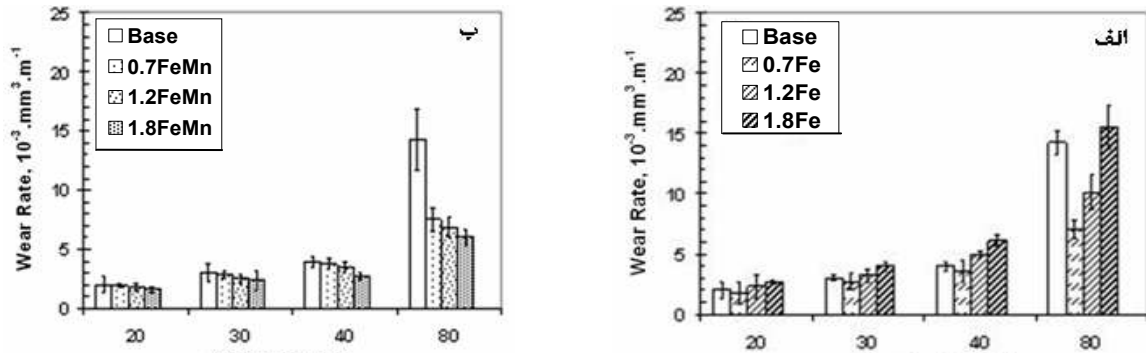 ب
25
20
15
10
5
0
Wear Rate, 10⁻³.mm³.m⁻¹
Base
0.7FeMn
1.2FeMn
1.8FeMn
20 30 40 80
الف
25
20
15
10
5
0
Wear Rate, 10⁻³.mm³.m⁻¹
Base
0.7Fe
1.2Fe
1.8Fe
20 30 40 80